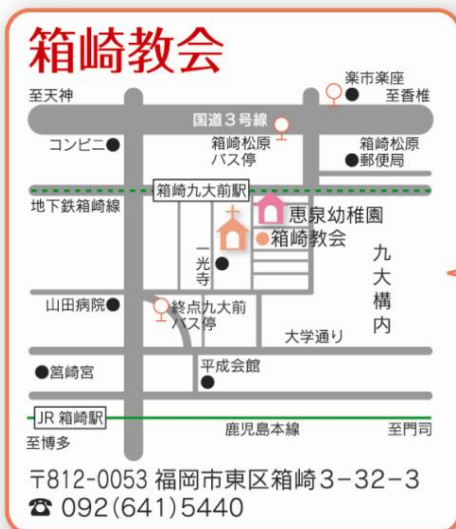 箱崎教会
楽市楽座
至天神
至香椎
国道3号線
コンビニ
箱崎松原
バス停
箱崎松原
郵便局
箱崎九大前駅
地下鉄箱崎線
恵泉幼稚園
箱崎教会
一光寺
九大構内
山田病院
終点九大前
バス停
大学通り
筥崎宮
平成会館
JR 箱崎駅
鹿児島本線
至博多
至門司
〒812-0053 福岡市東区箱崎3-32-3
☎ 092(641)5440